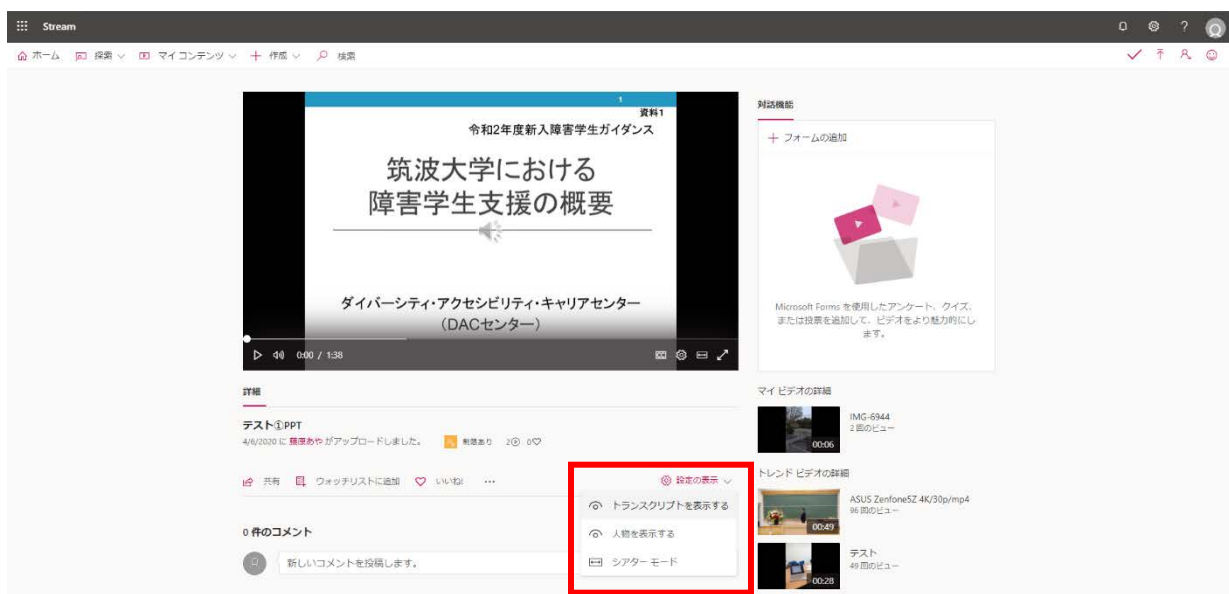 Stream
?
ホーム 探索 マイコンテンツ 作成 検索
1
資料1
令和2年度新入障害学生ガイダンス
筑波大学における
障害学生支援の概要
ダイバーシティ・アクセシビリティ・キャリアセンター
(DACセンター)
0:00 / 1:38
対話機能
フォームの追加
Microsoft Forms を使用したアンケート、クイズ、
または投票を追加して、ビデオをより魅力的にし
ます。
詳細
テスト①PPT
4/6/2020 に 藤原あや がアップロードしました。 制限あり 2 0
共有 ウォッチリストに追加 いいね! …
設定の表示
トランスクリプトを表示する
人物を表示する
シアター モード
0 件のコメント
新しいコメントを投稿します。
マイ ビデオの詳細
IMG-6944
2 回のビュー
00:06
トレンド ビデオの詳細
ASUS Zenfone5Z 4K/30p/mp4
96 回のビュー
00:49
テスト
49 回のビュー
00:28